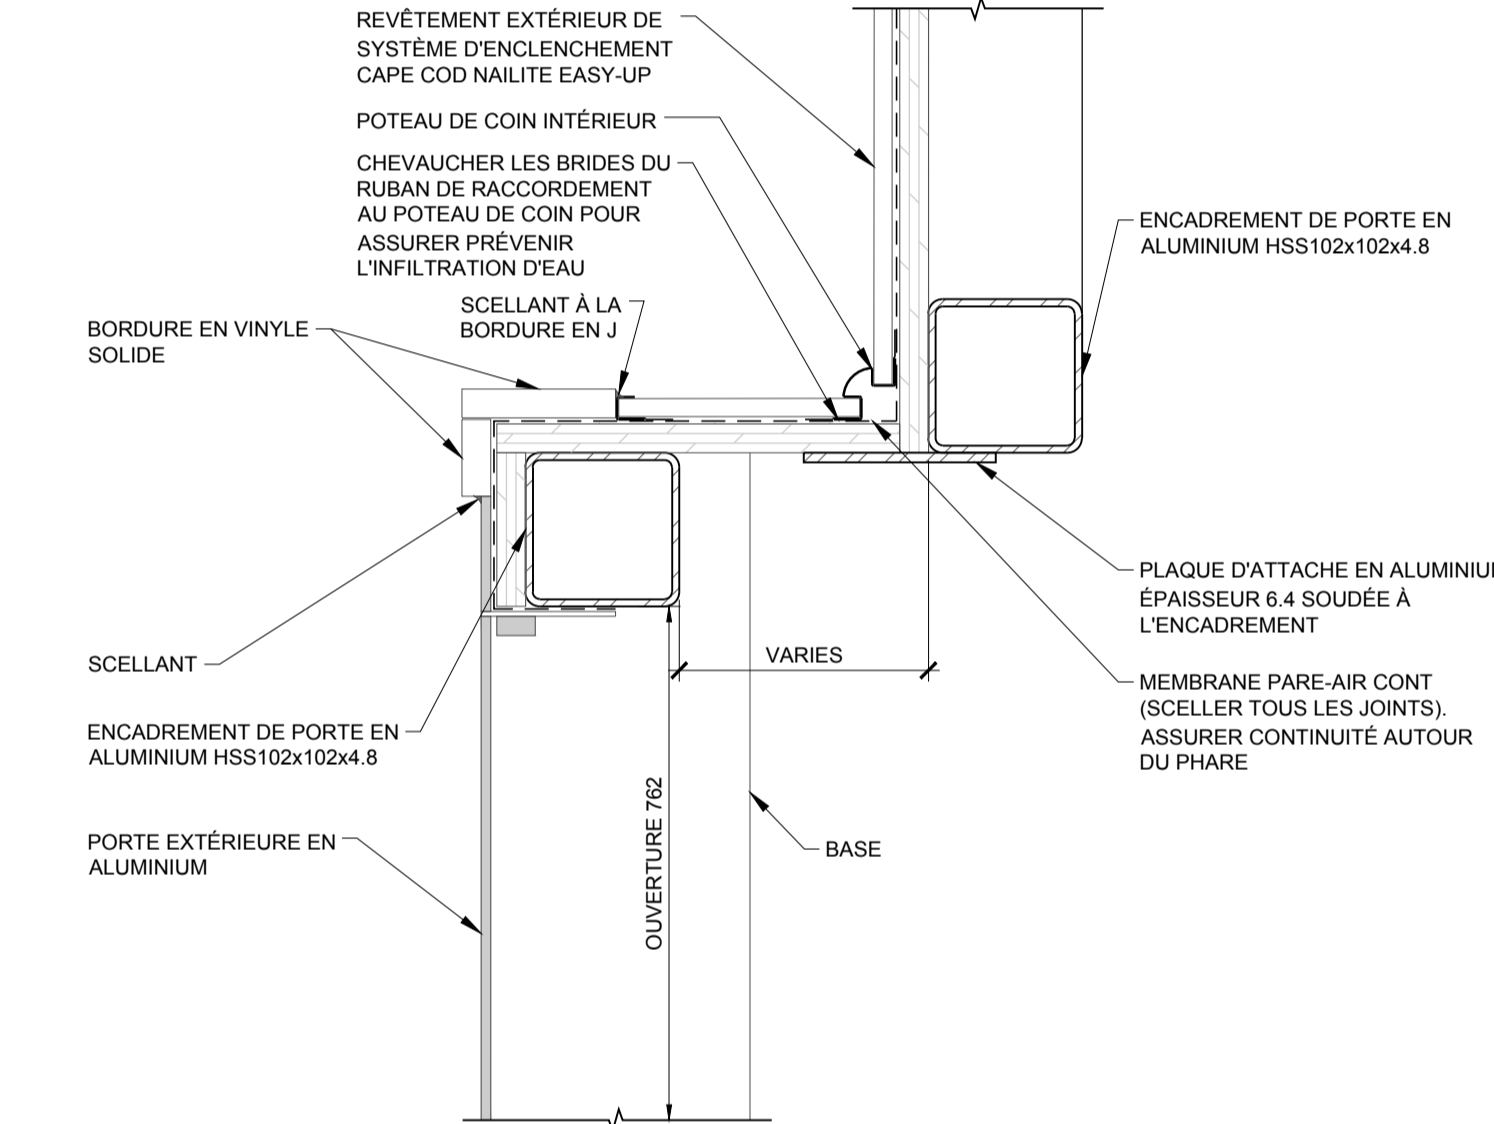 REVÊTEMENT EXTÉRIEUR DE
SYSTÈME D'ENCLENCHEMENT
CAPE COD NAILITE EASY-UP
POTEAU DE COIN INTÉRIEUR
CHEVAUCHER LES BRIDES DU
RUBAN DE RACCORDEMENT
AU POTEAU DE COIN POUR
ASSURER PRÉVENIR
L'INFILTRATION D'EAU
SCELLANT À LA
BORDURE EN J
BORDURE EN VINYLE
SOLIDE
ENCADREMENT DE PORTE EN
ALUMINIUM HSS102x102x4.8
SCELLANT
ENCADREMENT DE PORTE EN
ALUMINIUM HSS102x102x4.8
PORTE EXTÉRIEURE EN
ALUMINIUM
VARIES
OUVERTURE 762
BASE
PLAQUE D'ATTACHE EN ALUMINIU
ÉPAISSEUR 6.4 SOUDÉE À
L'ENCADREMENT
MEMBRANE PARE-AIR CONT
(SCELLER TOUS LES JOINTS).
ASSURER CONTINUITÉ AUTOUR
DU PHARE